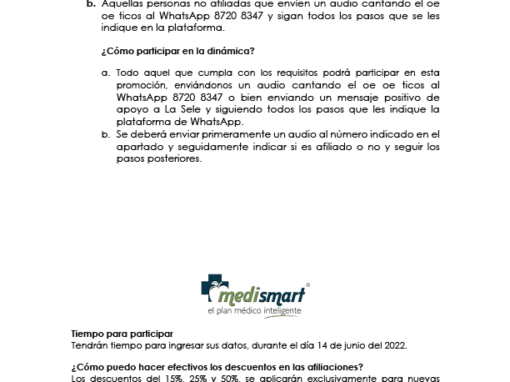 b. Aquellas personas no afiliadas que envíen un audio cantando el oe
oe ticos al WhatsApp 8720 8347 y sigan todos los pasos que se les
indique en la plataforma.
¿Cómo participar en la dinámica?
a. Todo aquel que cumpla con los requisitos podrá participar en esta
promoción, enviándonos un audio cantando el oe oe ticos al
WhatsApp 8720 8347 o bien enviando un mensaje positivo de
apoyo a La Sele y siguiendo todos los pasos que les indique la
plataforma de WhatsApp.
b. Se deberá enviar primeramente un audio al número indicado en el
apartado y seguidamente indicar si es afiliado o no y seguir los
pasos posteriores.
medismart®
el plan médico inteligente
Tiempo para participar
Tendrán tiempo para ingresar sus datos, durante el día 14 de junio del 2022.
¿Cómo puedo hacer efectivos los descuentos en las afiliaciones?
Los descuentos del 15%, 25% y 50%, se aplicarán exclusivamente para nuevas